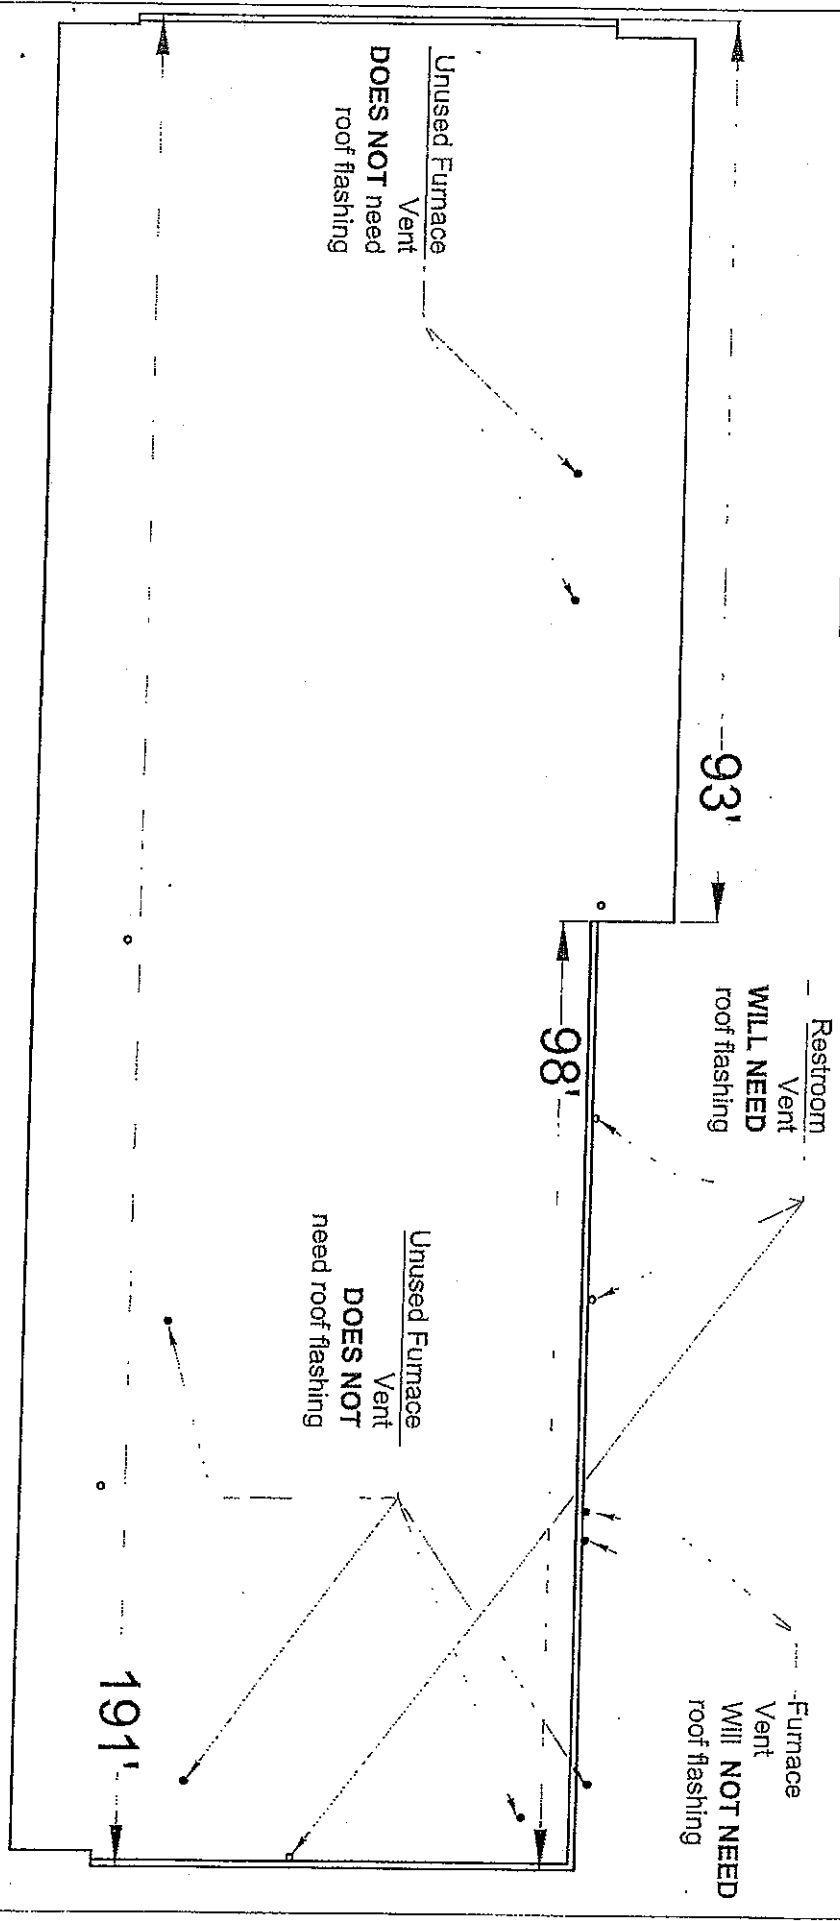 93'
Restroom
Vent
WILL NEED
roof flashing
Furnace
Vent
Will NOT NEED
roof flashing
Unused Furnace
Vent
DOES NOT need
roof flashing
98'
Unused Furnace
Vent
DOES NOT
need roof flashing
191'